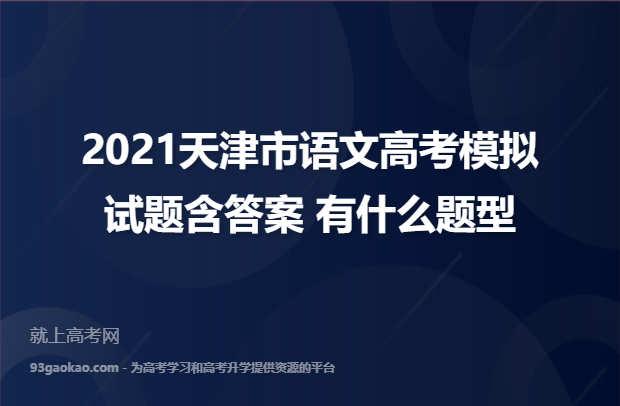 2021天津市语文高考模拟
试题含答案 有什么题型
就上高考网
93gaokao.com - 为高考学习和高考升学提供资源的平台